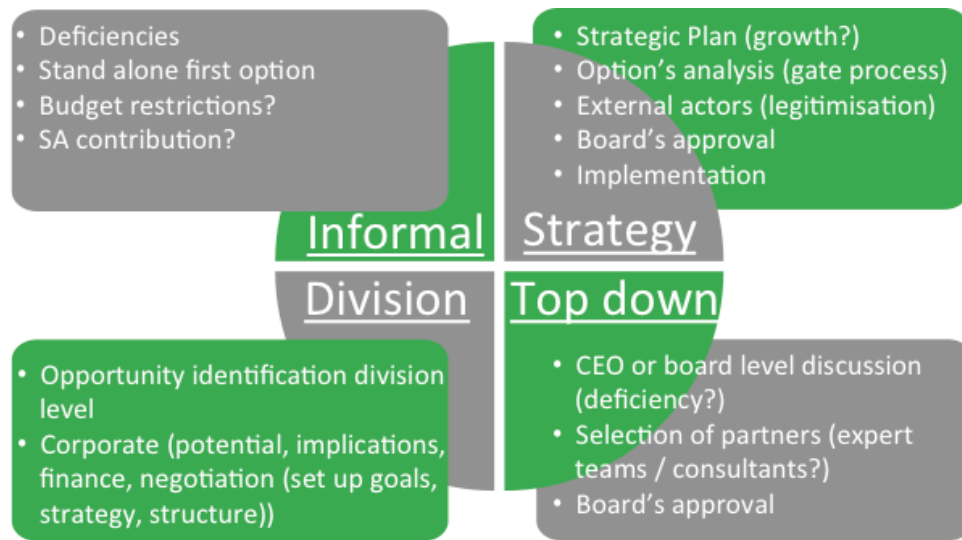 • Deficiencies
• Stand alone first option
• Budget restrictions?
• SA contribution?
• Strategic Plan (growth?)
• Option's analysis (gate process)
• External actors (legitimisation)
• Board's approval
• Implementation
Informal
Strategy
Division
Top down
• Opportunity identification division
level
• Corporate (potential, implications,
finance, negotiation (set up goals,
strategy, structure))
• CEO or board level discussion
(deficiency?)
• Selection of partners (expert
teams / consultants?)
• Board's approval